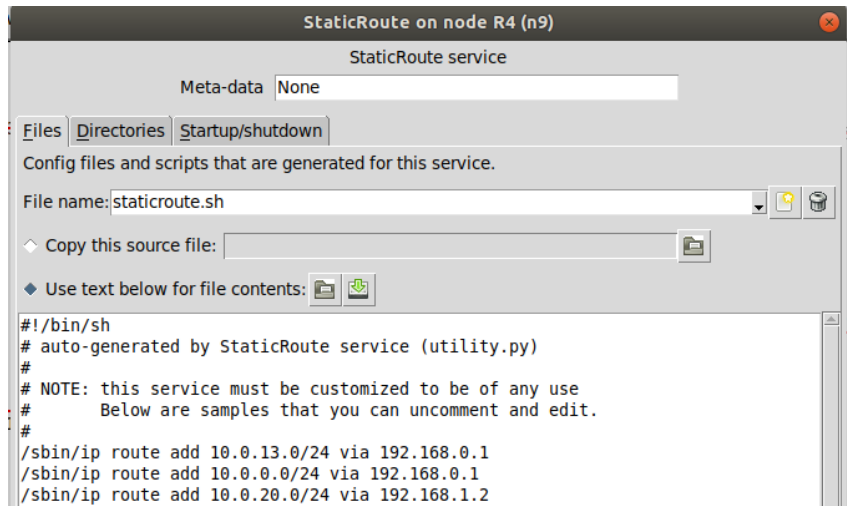 StaticRoute on node R4 (n9)
StaticRoute service
Meta-data None
Files Directories Startup/shutdown
Config files and scripts that are generated for this service.
File name: staticroute.sh
Copy this source file:
Use text below for file contents:
#!/bin/sh
# auto-generated by StaticRoute service (utility.py)
#
# NOTE: this service must be customized to be of any use
#       Below are samples that you can uncomment and edit.
#
/sbin/ip route add 10.0.13.0/24 via 192.168.0.1
/sbin/ip route add 10.0.0.0/24 via 192.168.0.1
/sbin/ip route add 10.0.20.0/24 via 192.168.1.2